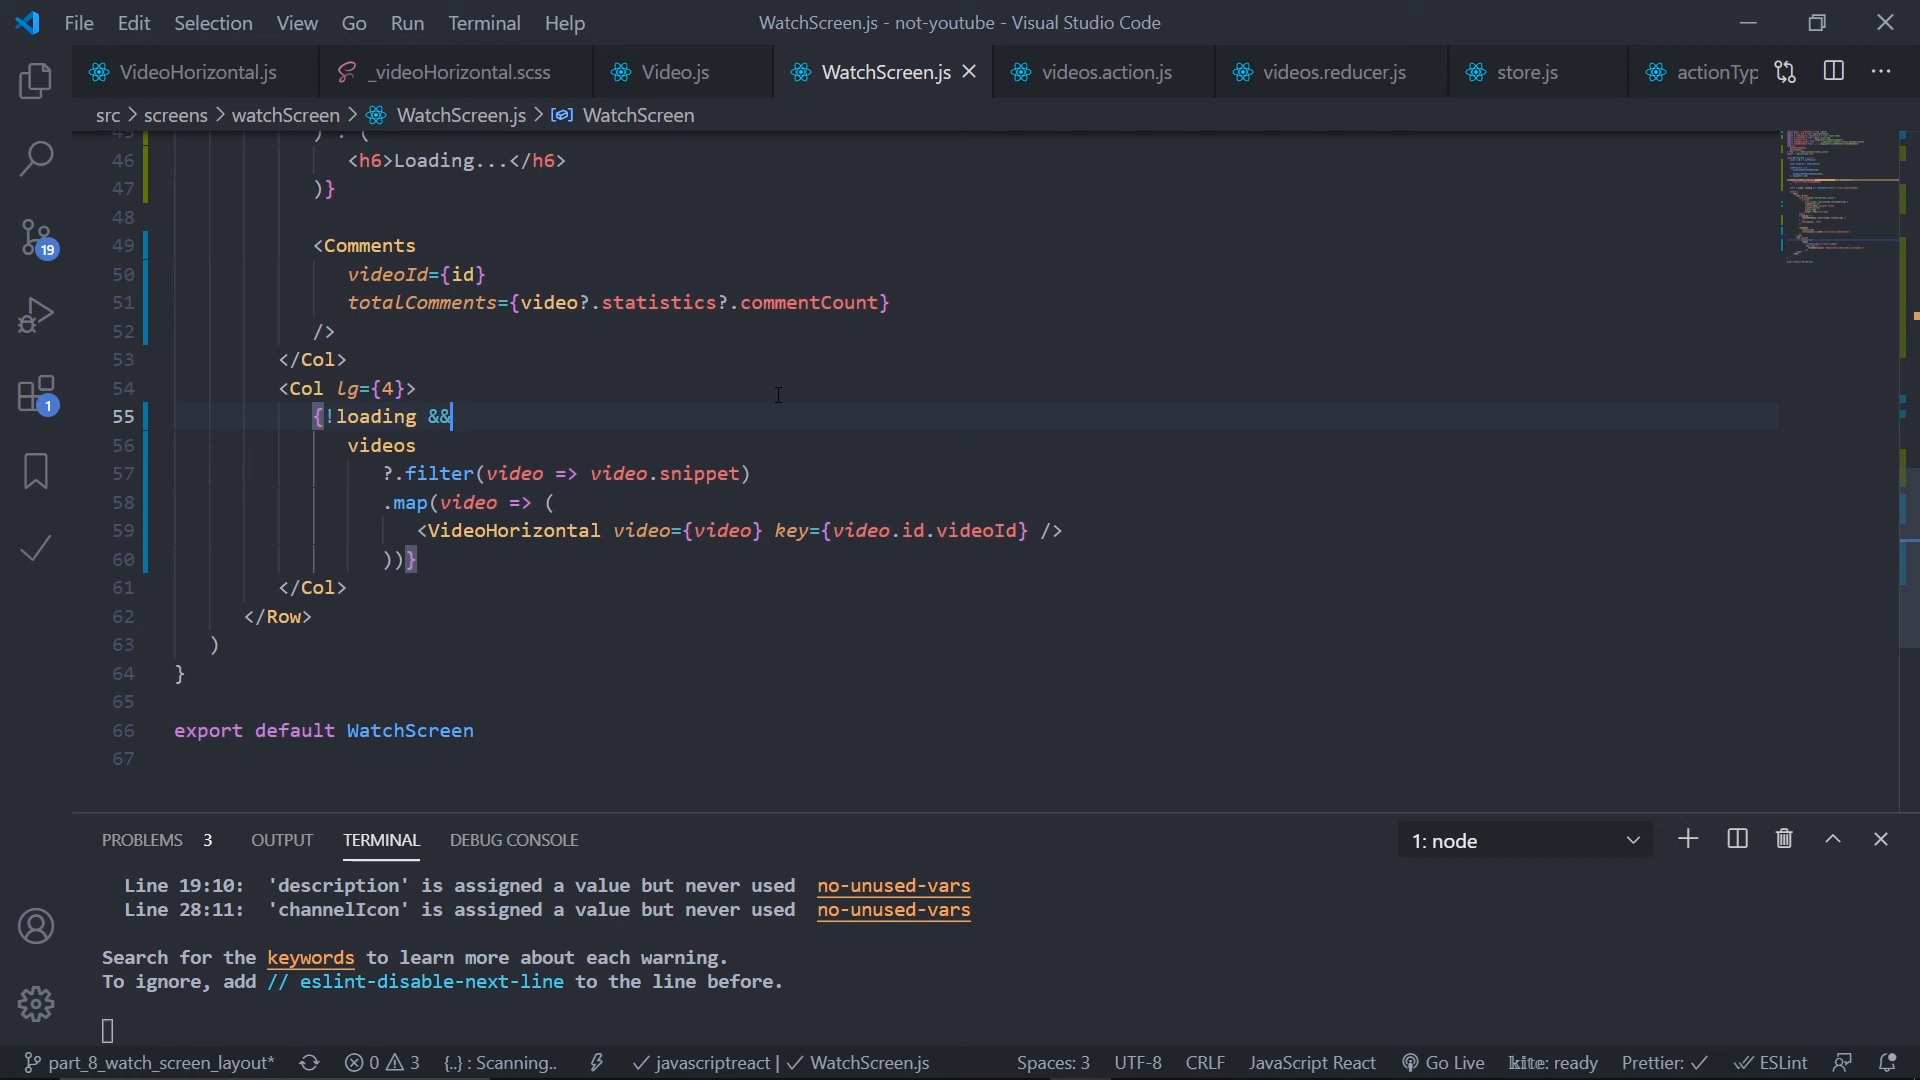 File Edit Selection View Go Run Terminal Help
WatchScreen.js - not-youtube - Visual Studio Code
VideoHorizontal.js _videoHorizontal.scss Video.js WatchScreen.js videos.action.js videos.reducer.js store.js actionTyp
src > screens > watchScreen > WatchScreen.js > WatchScreen
45 ) : (
46 <h6>Loading...</h6>
47 )}
48
49 <Comments
50 videoId={id}
51 totalComments={video?.statistics?.commentCount}
52 />
53 </Col>
54 <Col lg={4}>
55 {!loading &&
56 videos
57 ?.filter(video => video.snippet)
58 .map(video => (
59 <VideoHorizontal video={video} key={video.id.videoId} />
60 ))}
61 </Col>
62 </Row>
63 )
64 }
65
66 export default WatchScreen
67
19
1
PROBLEMS 3 OUTPUT TERMINAL DEBUG CONSOLE 1: node
Line 19:10: 'description' is assigned a value but never used no-unused-vars
Line 28:11: 'channelIcon' is assigned a value but never used no-unused-vars
Search for the keywords to learn more about each warning.
To ignore, add // eslint-disable-next-line to the line before.
part_8_watch_screen_layout* 0 3 {..} : Scanning.. javascriptreact | WatchScreen.js Spaces: 3 UTF-8 CRLF JavaScript React Go Live kite: ready Prettier: ESLint